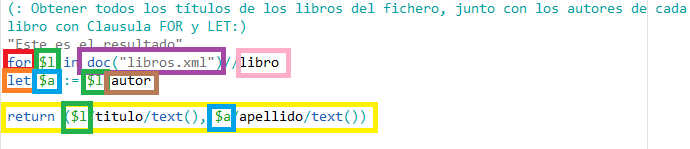 (: Obtener todos los títulos de los libros del fichero, junto con los autores de cada
libro con Clausula FOR y LET:)
"Este es el resultado"
for $l in doc("libros.xml")//libro
let $a := $l/autor
return ($l/titulo/text(), $a/apellido/text())